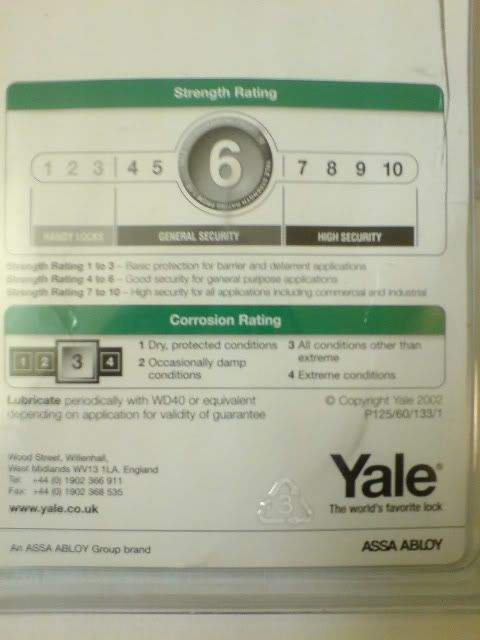 Strength Rating
1 2 3 4 5 6 7 8 9 10
HANDY LOCKS GENERAL SECURITY HIGH SECURITY
Strength Rating 1 to 3 – Basic protection for barrier and deterrent applications
Strength Rating 4 to 6 – Good security for general purpose applications
Strength Rating 7 to 10 – High security for all applications including commercial and industrial
Corrosion Rating
1 2 3 4
1 Dry, protected conditions
2 Occasionally damp
conditions
3 All conditions other than
extreme
4 Extreme conditions
Lubricate periodically with WD40 or equivalent
depending on application for validity of guarantee
© Copyright Yale 2002
P125/60/133/1
Wood Street, Willenhall,
West Midlands WV13 1LA. England
Tel: +44 (0) 1902 366 911
Fax: +44 (0) 1902 368 535
www.yale.co.uk
3
Yale®
The world's favorite lock
An ASSA ABLOY Group brand
ASSA ABLOY